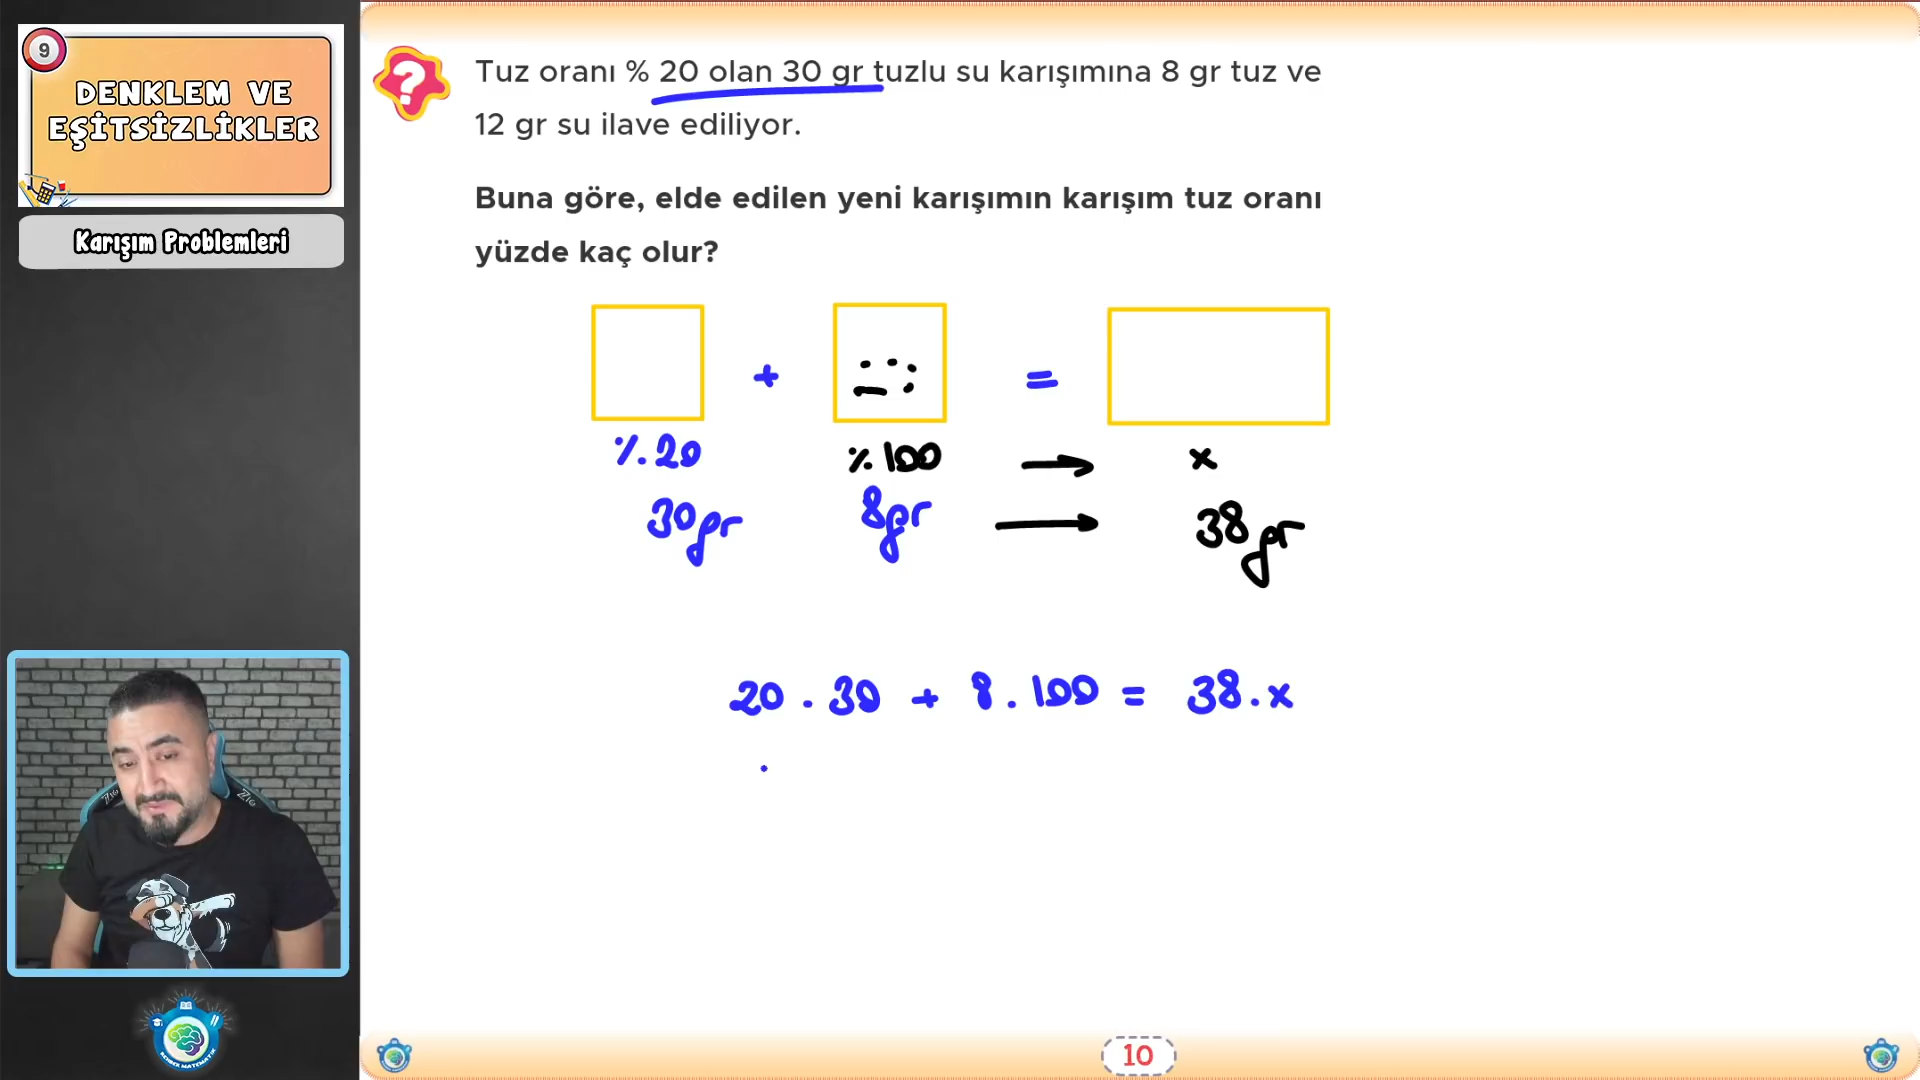 9
DENKLEM VE
EŞİTSİZLİKLER
Karışım Problemleri
?
Tuz oranı % 20 olan 30 gr tuzlu su karışımına 8 gr tuz ve
12 gr su ilave ediliyor.
Buna göre, elde edilen yeni karışımın karışım tuz oranı
yüzde kaç olur?
+ =
%20 %100 → x
30gr 8gr → 38gr
20 . 30 + 8 . 100 = 38 . x
10